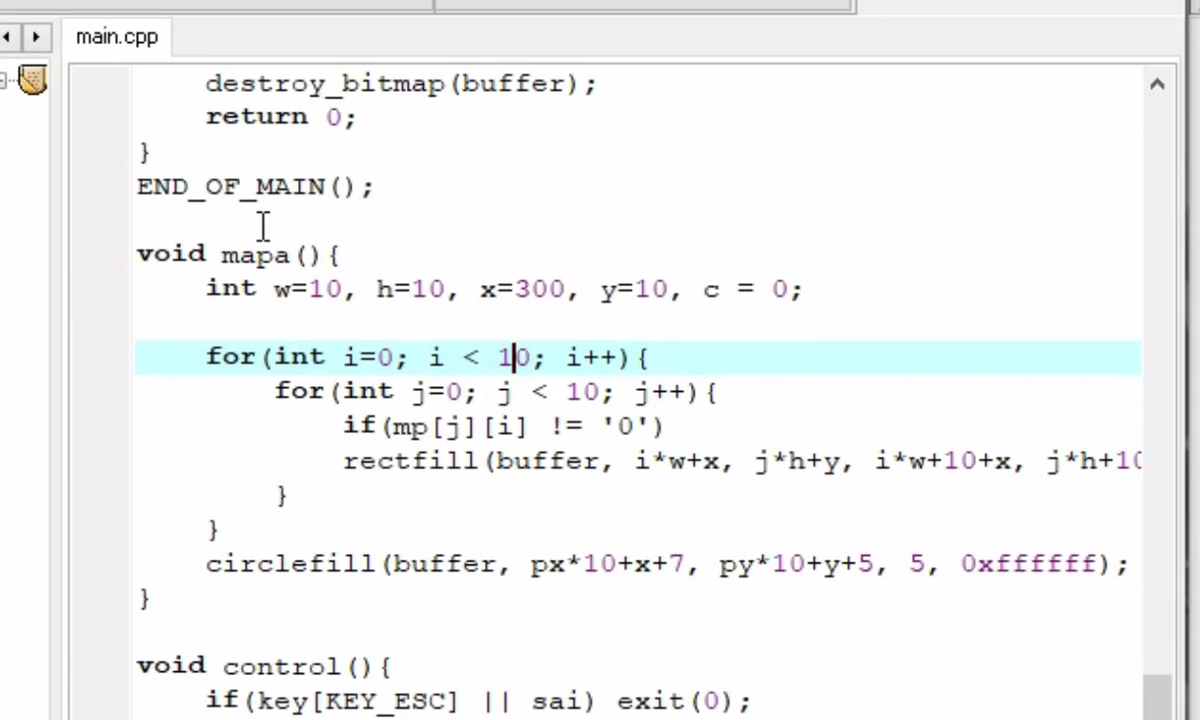 main.cpp
destroy_bitmap(buffer);
return 0;
}
END_OF_MAIN();
void mapa(){
int w=10, h=10, x=300, y=10, c = 0;
for(int i=0; i < 10; i++){
for(int j=0; j < 10; j++){
if(mp[j][i] != '0')
rectfill(buffer, i*w+x, j*h+y, i*w+10+x, j*h+10
}
}
circlefill(buffer, px*10+x+7, py*10+y+5, 5, 0xffffff);
}
void control(){
if(key[KEY_ESC] || sai) exit(0);